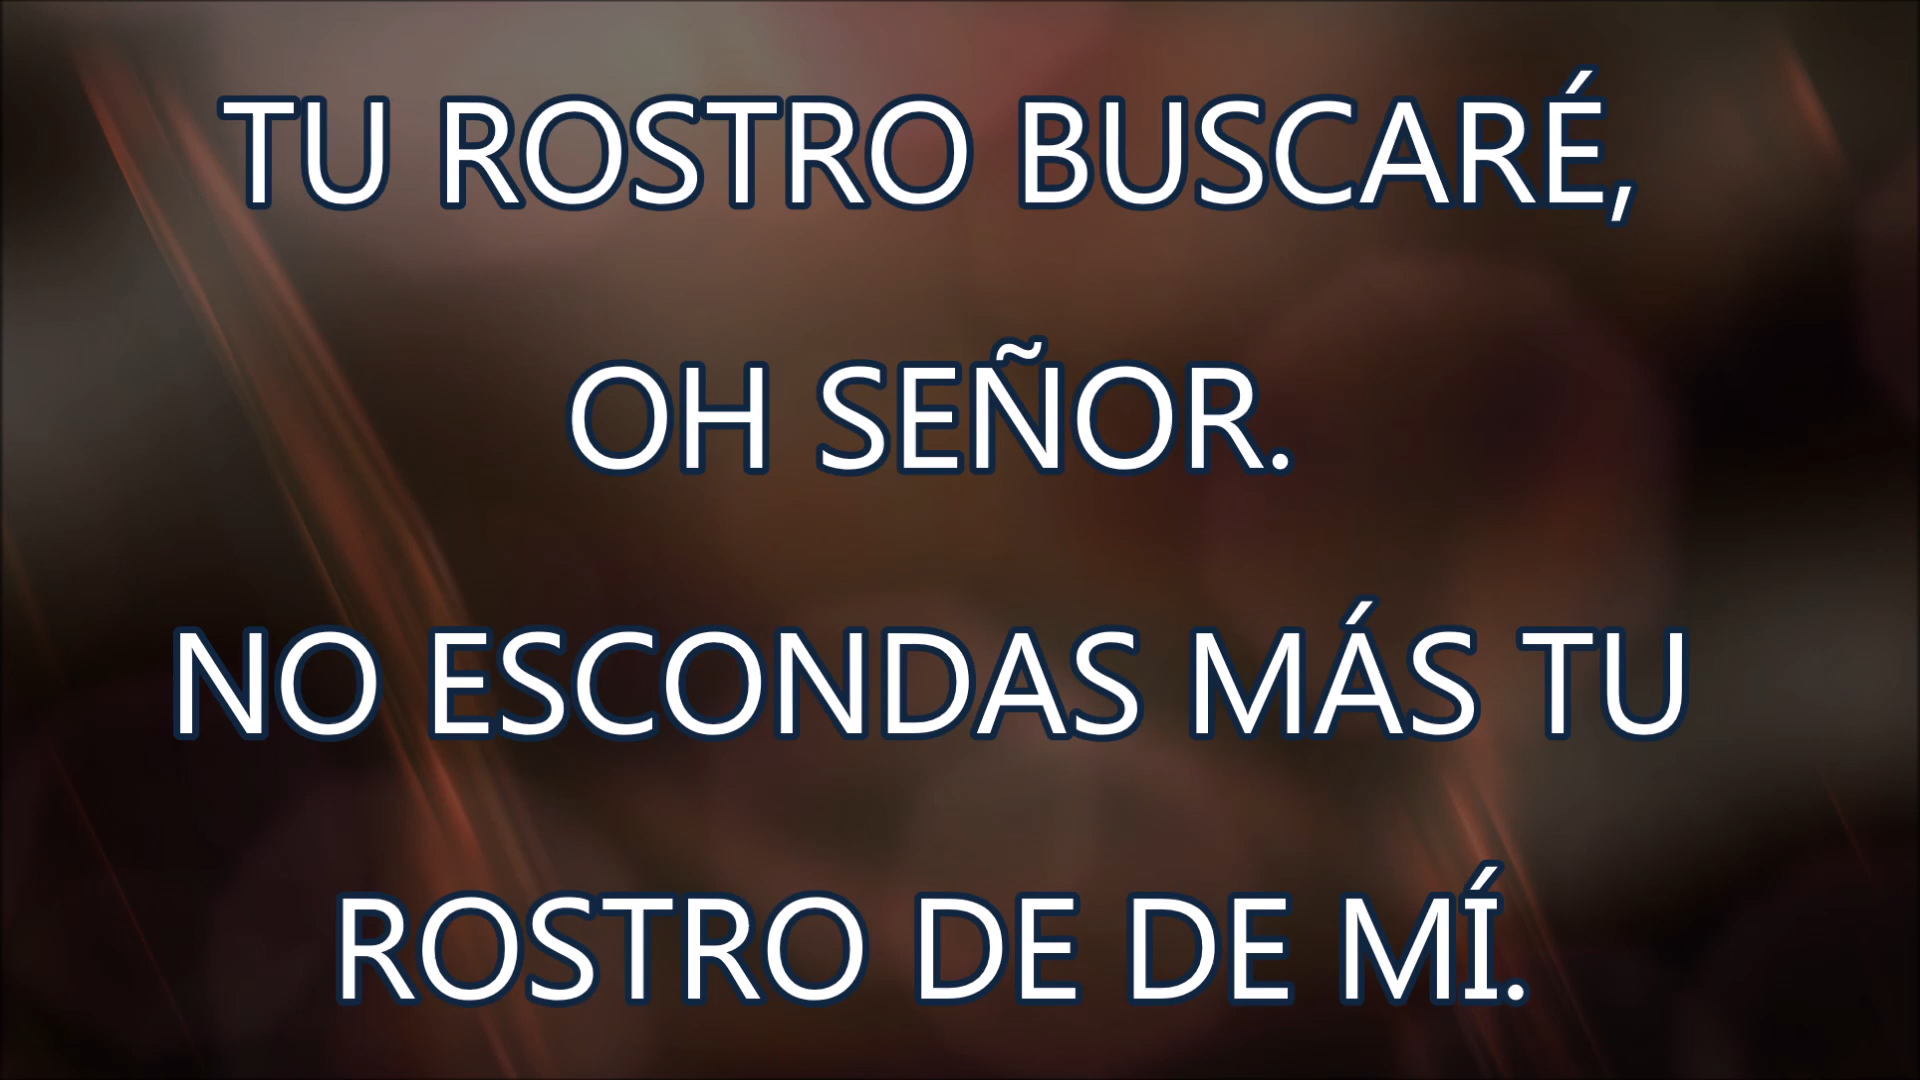 TU ROSTRO BUSCARÉ,
OH SEÑOR.
NO ESCONDAS MÁS TU
ROSTRO DE DE MÍ.